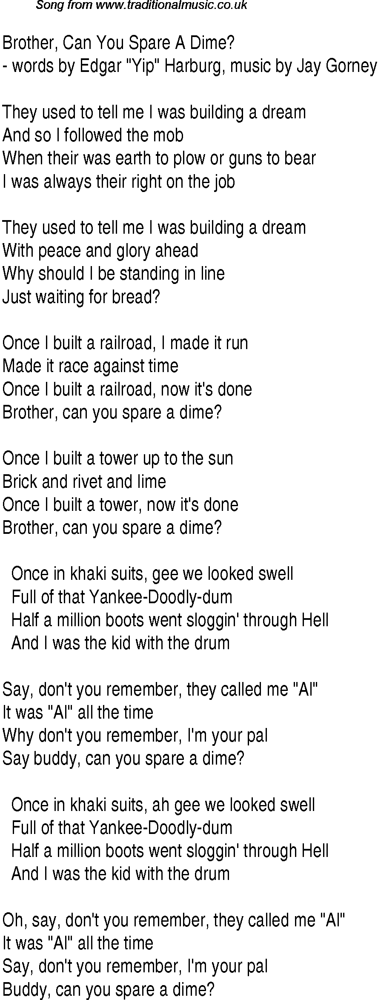 Song from www.traditionalmusic.co.uk
Brother, Can You Spare A Dime?
- words by Edgar "Yip" Harburg, music by Jay Gorney
They used to tell me I was building a dream
And so I followed the mob
When their was earth to plow or guns to bear
I was always their right on the job
They used to tell me I was building a dream
With peace and glory ahead
Why should I be standing in line
Just waiting for bread?
Once I built a railroad, I made it run
Made it race against time
Once I built a railroad, now it's done
Brother, can you spare a dime?
Once I built a tower up to the sun
Brick and rivet and lime
Once I built a tower, now it's done
Brother, can you spare a dime?
Once in khaki suits, gee we looked swell
Full of that Yankee-Doodly-dum
Half a million boots went sloggin' through Hell
And I was the kid with the drum
Say, don't you remember, they called me "Al"
It was "Al" all the time
Why don't you remember, I'm your pal
Say buddy, can you spare a dime?
Once in khaki suits, ah gee we looked swell
Full of that Yankee-Doodly-dum
Half a million boots went sloggin' through Hell
And I was the kid with the drum
Oh, say, don't you remember, they called me "Al"
It was "Al" all the time
Say, don't you remember, I'm your pal
Buddy, can you spare a dime?